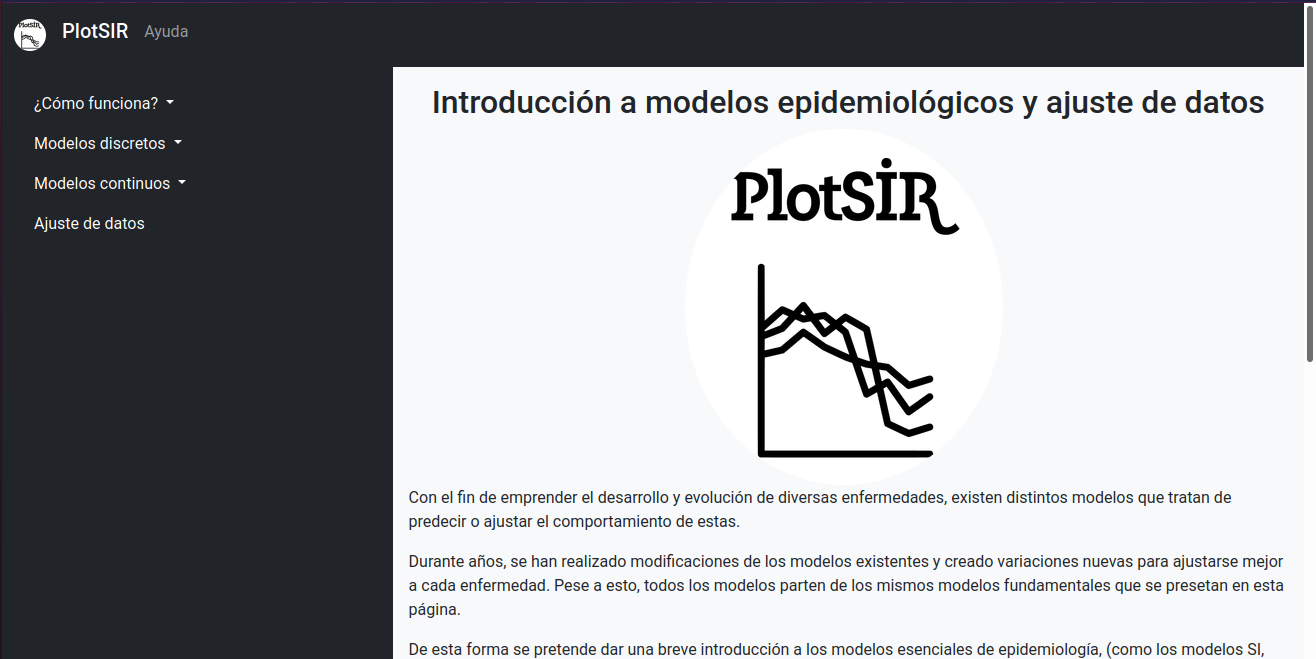 PlotSIR
PlotSIR Ayuda
¿Cómo funciona?
Modelos discretos
Modelos continuos
Ajuste de datos
Introducción a modelos epidemiológicos y ajuste de datos
PlotSIR
Con el fin de emprender el desarrollo y evolución de diversas enfermedades, existen distintos modelos que tratan de
predecir o ajustar el comportamiento de estas.
Durante años, se han realizado modificaciones de los modelos existentes y creado variaciones nuevas para ajustarse mejor
a cada enfermedad. Pese a esto, todos los modelos parten de los mismos modelos fundamentales que se presetan en esta
página.
De esta forma se pretende dar una breve introducción a los modelos esenciales de epidemiología, (como los modelos SI,